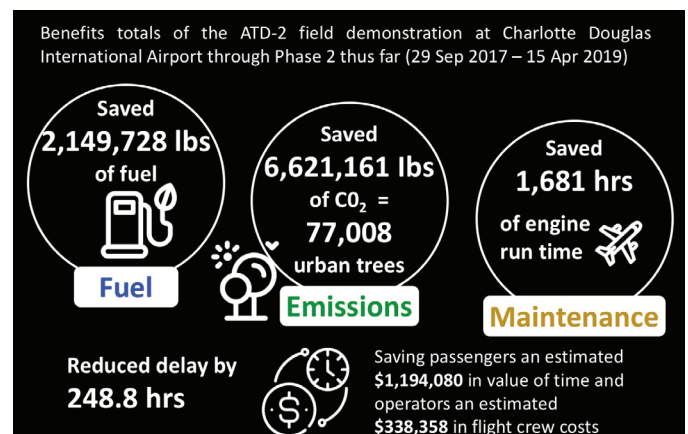 Benefits totals of the ATD-2 field demonstration at Charlotte Douglas
International Airport through Phase 2 thus far (29 Sep 2017 – 15 Apr 2019)
Saved
2,149,728 lbs
of fuel
Fuel
Saved
6,621,161 lbs
of C0₂ =
77,008
urban trees
Emissions
Saved
1,681 hrs
of engine
run time
Maintenance
Reduced delay by
248.8 hrs
$
Saving passengers an estimated
$1,194,080 in value of time and
operators an estimated
$338,358 in flight crew costs